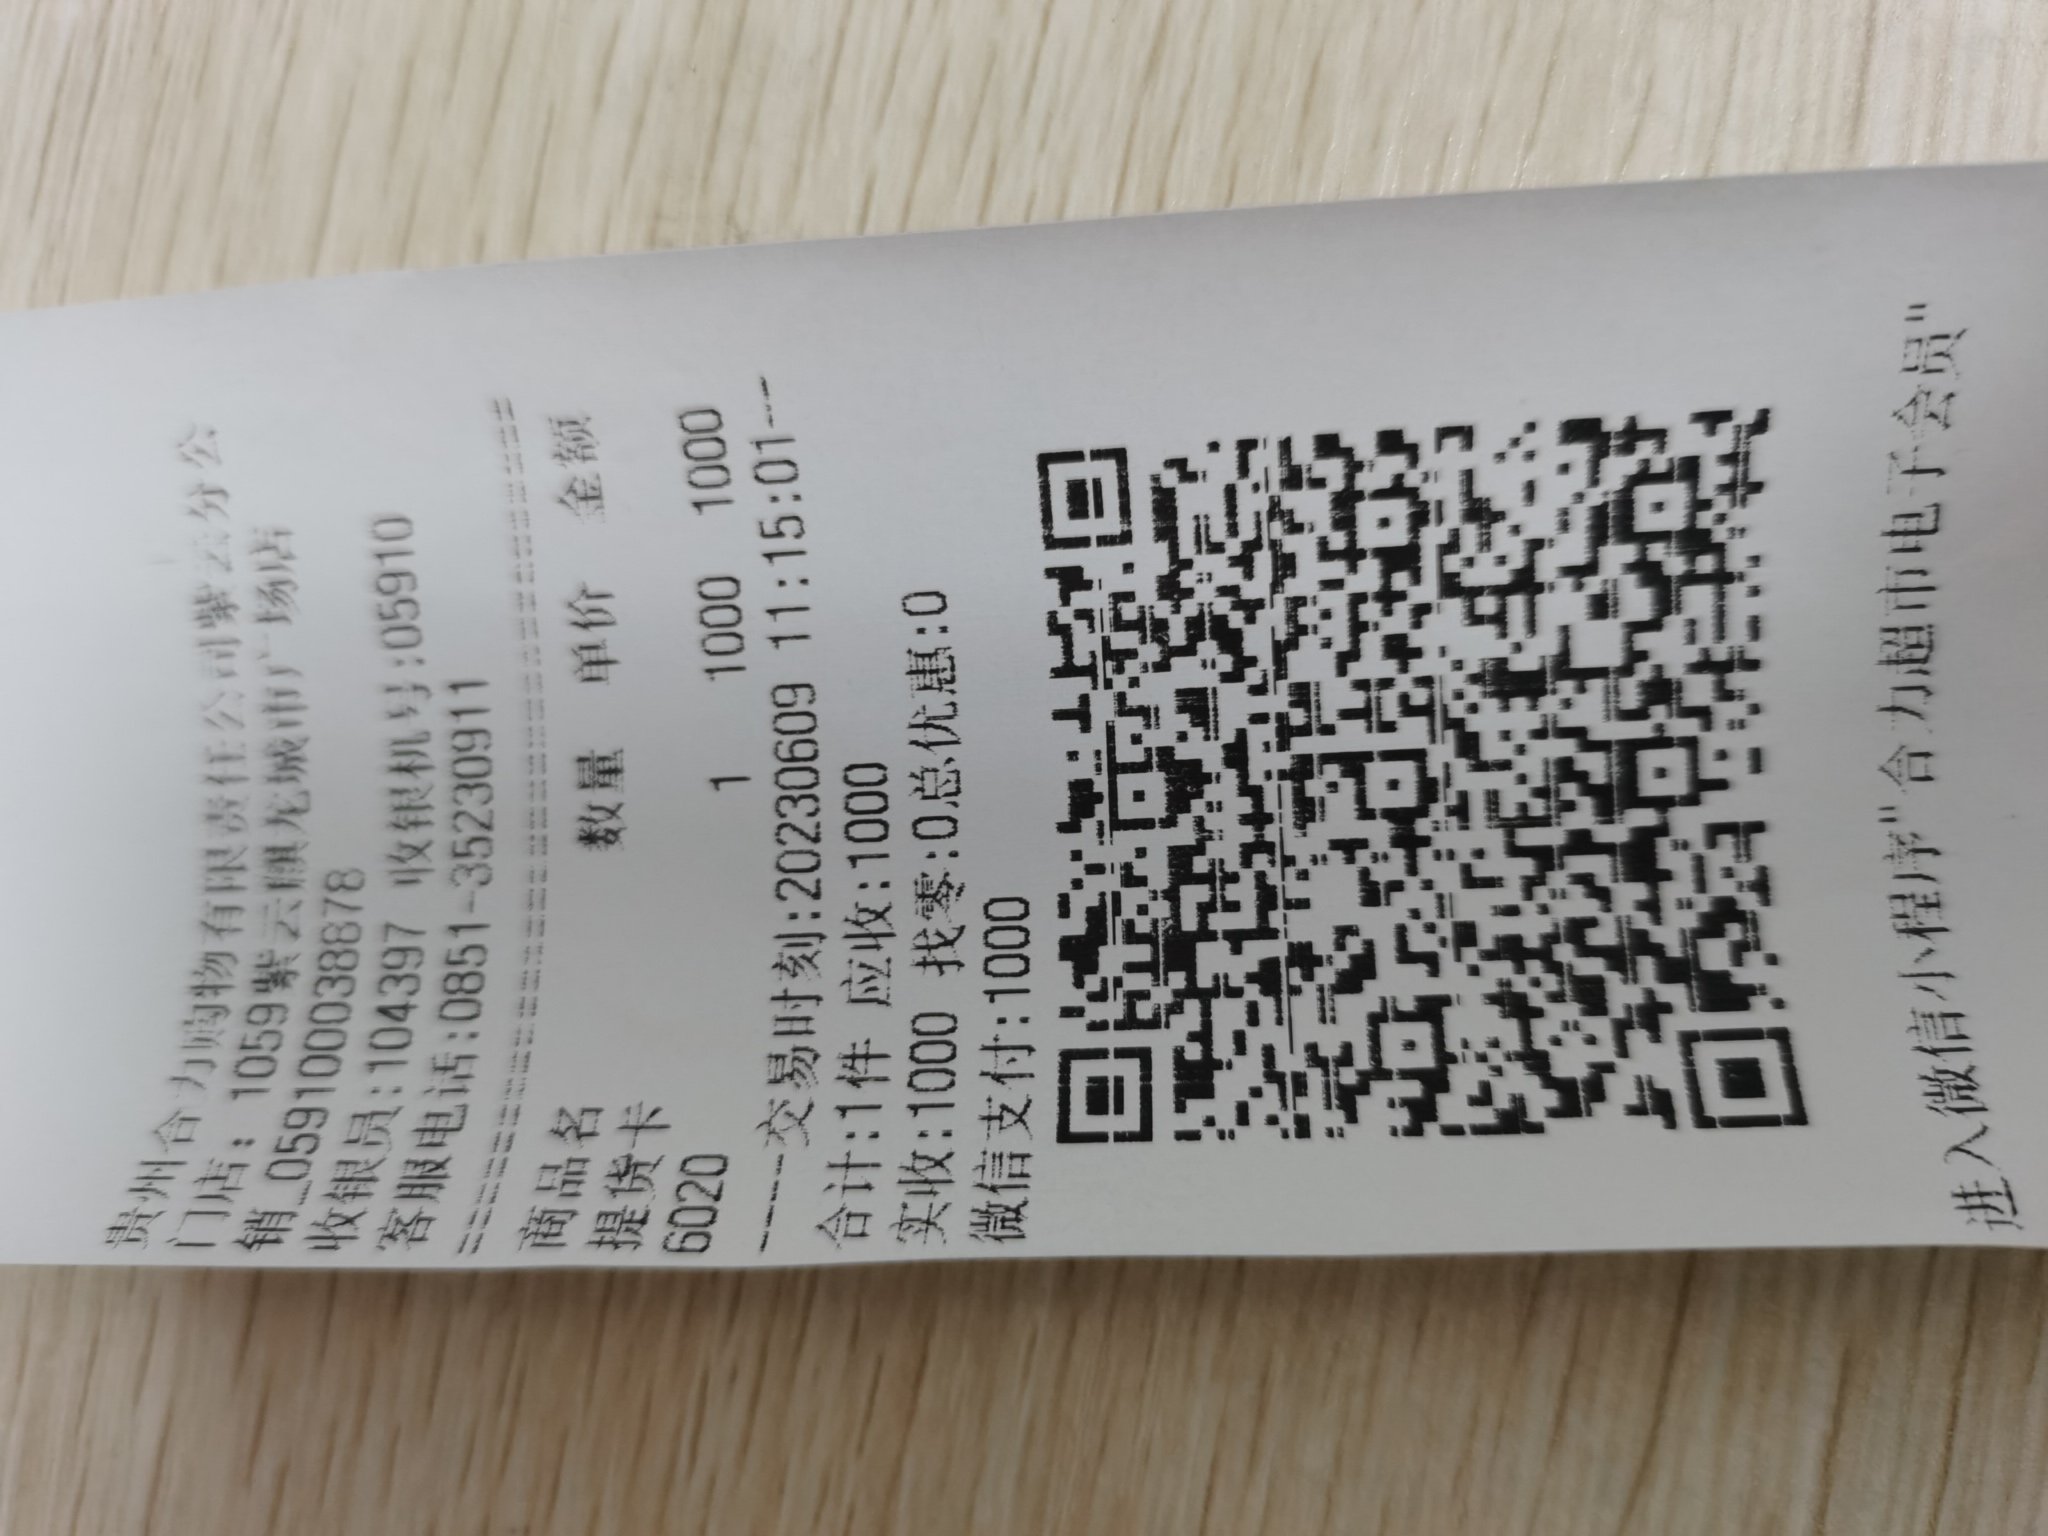 贵州合力购物有限责任公司紫云分公
门店: 1059紫云麒龙城市广场店
销_0591000388878
收银员:104397 收银机号:05910
客服电话:0851-35230911
商品名 数量 单价 金额
提货卡
6020 1 1000 1000
-----交易时刻:20230609 11:15:01---
合计:1件 应收:1000
实收:1000 找零:0总优惠:0
微信支付:1000
进入微信小程序"合力超市电子会员"